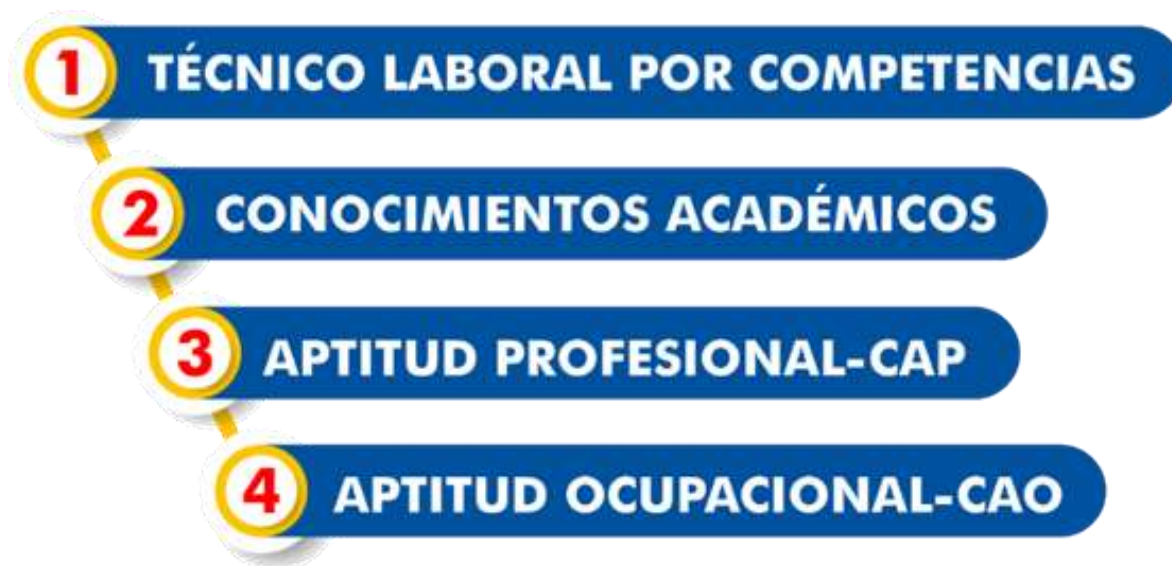 1 TÉCNICO LABORAL POR COMPETENCIAS
2 CONOCIMIENTOS ACADÉMICOS
3 APTITUD PROFESIONAL-CAP
4 APTITUD OCUPACIONAL-CAO